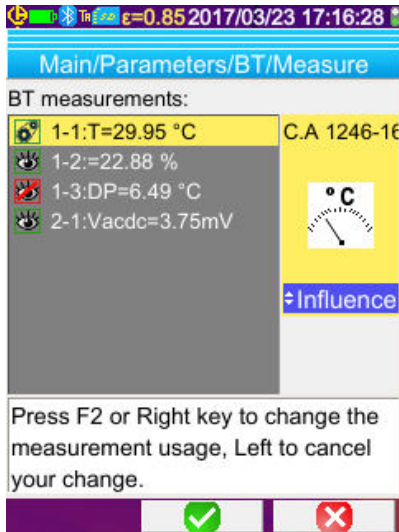 ε=0.85 2017/03/23 17:16:28
Main/Parameters/BT/Measure
BT measurements:
1-1:T=29.95 °C
C.A 1246-16
1-2:=22.88 %
1-3:DP=6.49 °C
°C
2-1:Vacdc=3.75mV
Influence
Press F2 or Right key to change the
measurement usage, Left to cancel
your change.